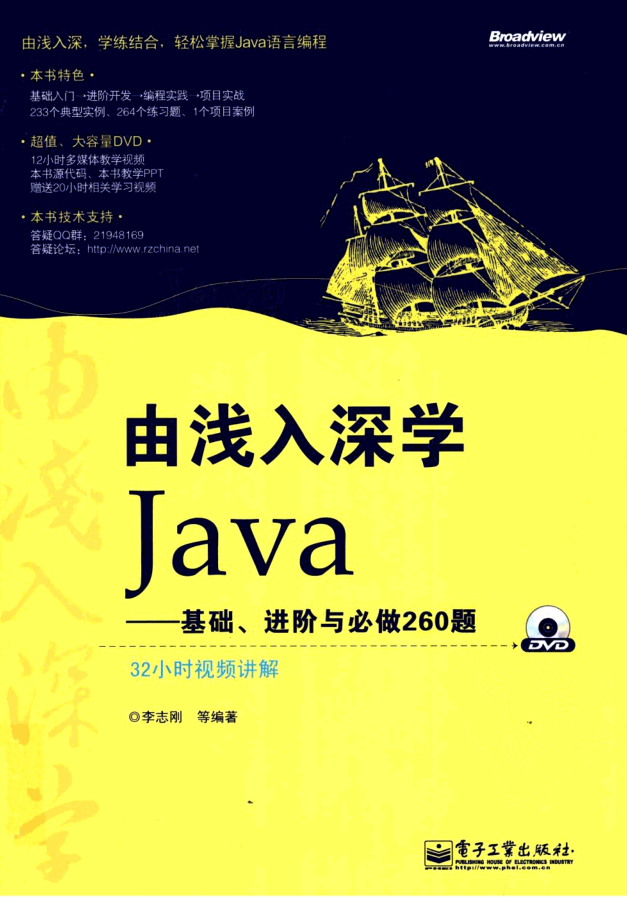 由浅入深，学练结合，轻松掌握Java语言编程
Broadview
www.broadview.com.cn
·本书特色·
基础入门→进阶开发→编程实践→项目实战
233个典型实例、264个练习题、1个项目案例
·超值、大容量DVD·
12小时多媒体教学视频
本书源代码、本书教学PPT
赠送20小时相关学习视频
·本书技术支持·
答疑QQ群：21948169
答疑论坛：http://www.rzchina.net
由浅入深学
由浅入深学
Java
——基础、进阶与必做260题
DVD
32小时视频讲解
◎李志刚 等编著
電子工業出版社·
PUBLISHING HOUSE OF ELECTRONICS INDUSTRY
http://www.phei.com.cn